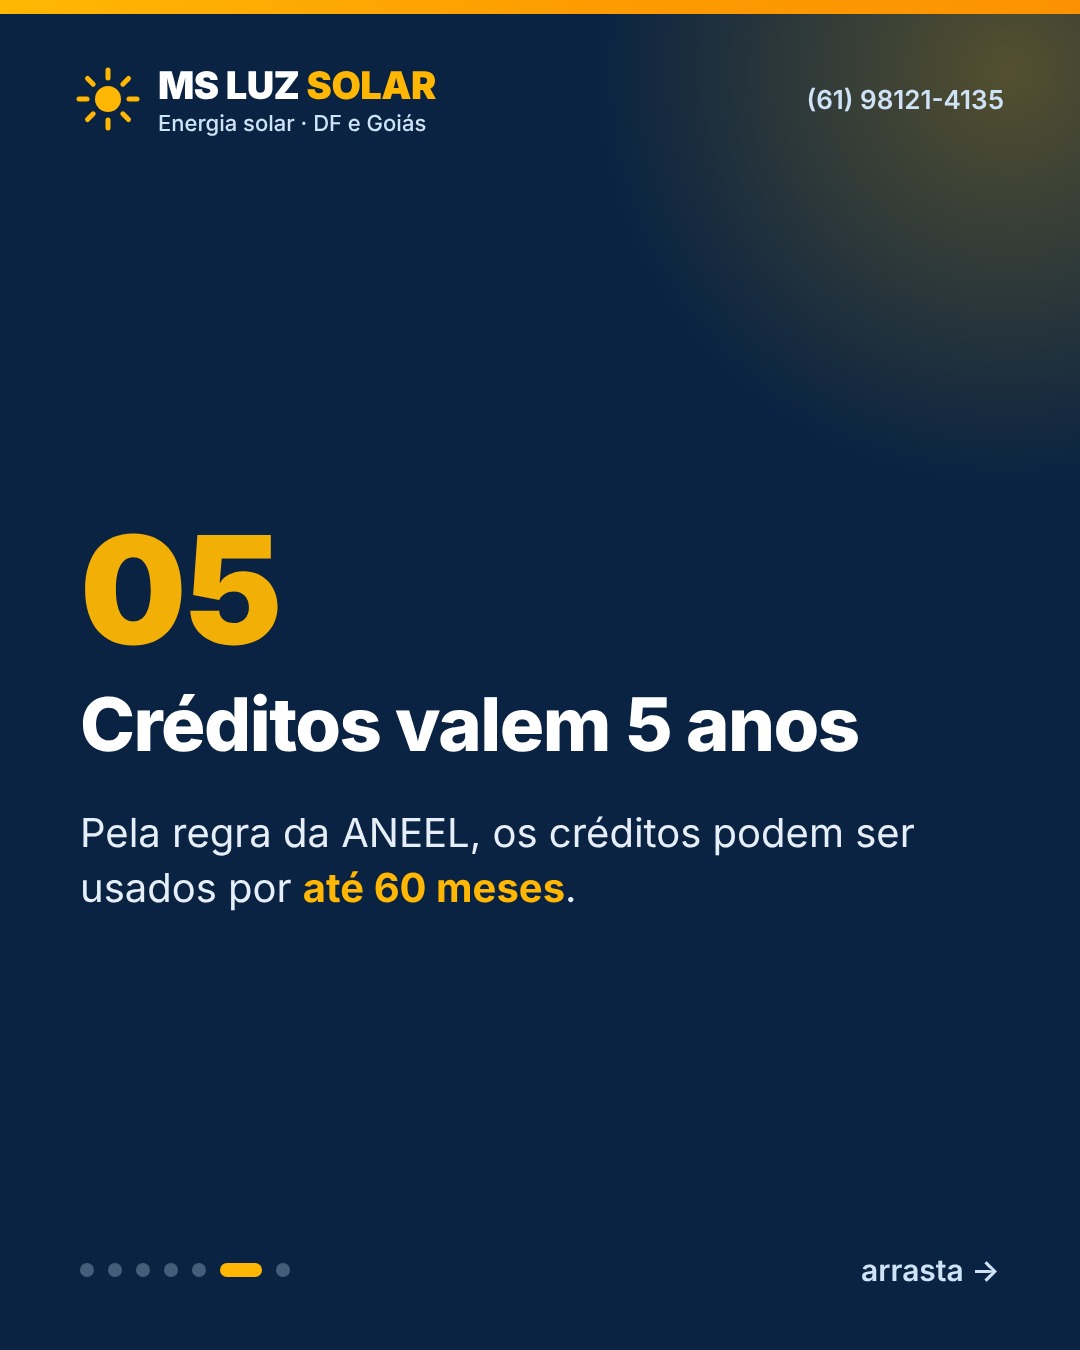 MS LUZ SOLAR
Energia solar · DF e Goiás
(61) 98121-4135
05
Créditos valem 5 anos
Pela regra da ANEEL, os créditos podem ser
usados por até 60 meses.
arrasta →